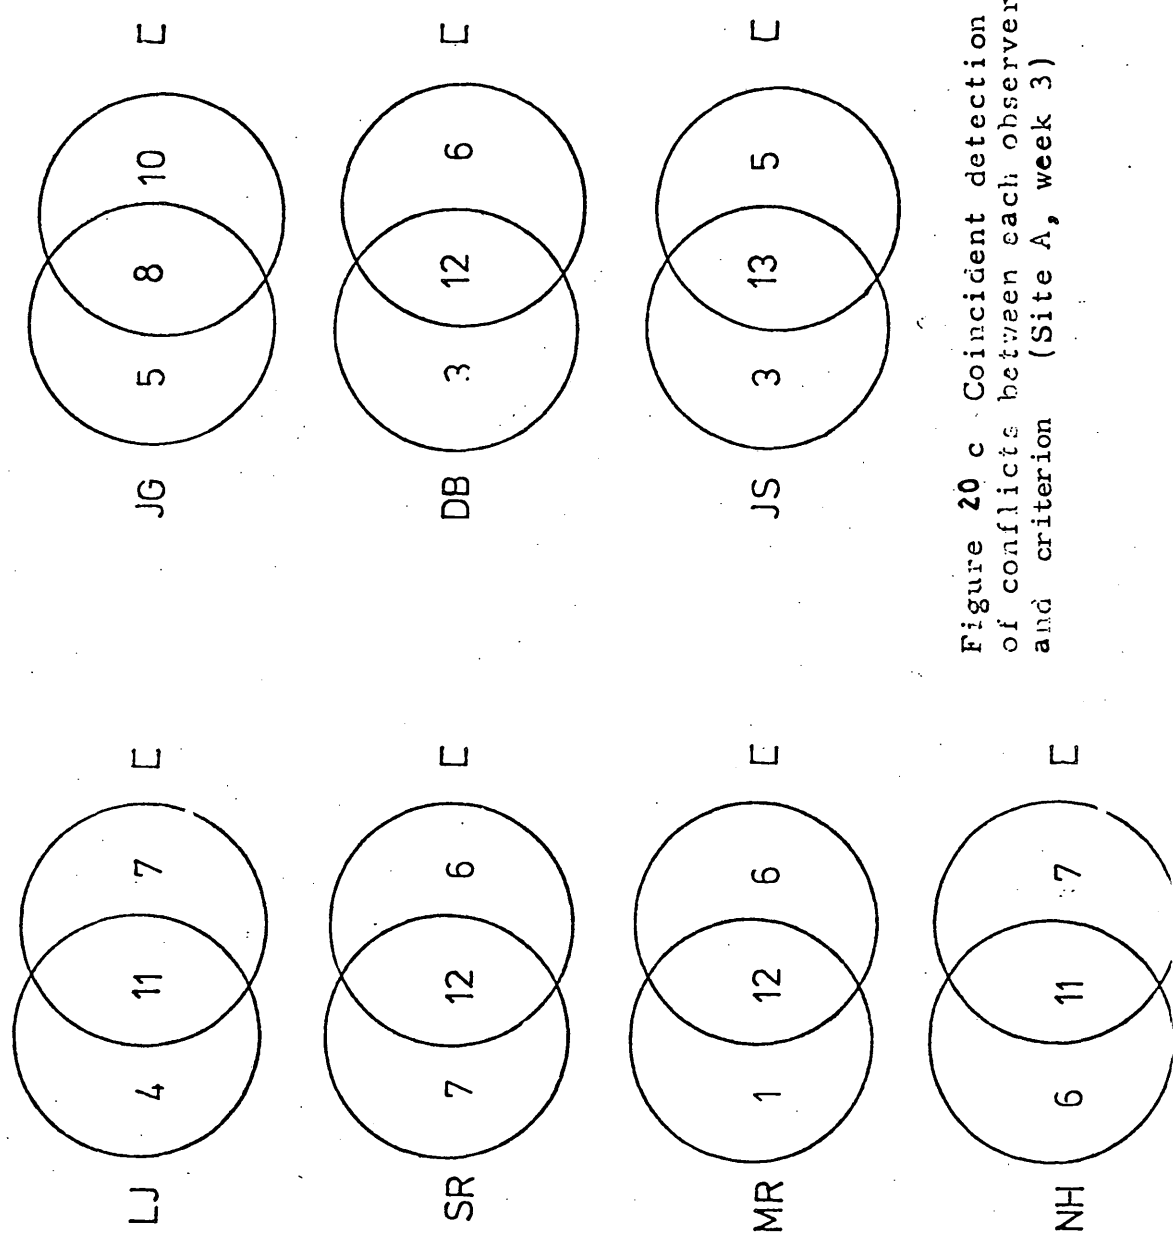 LJ 4 11 7 C
SR 7 12 6 C
MR 1 12 6 C
NH 6 11 7 C
JG 5 8 10 C
DB 3 12 6 C
JS 3 13 5 C
Figure 20 c Coincident detection
of conflicts between each observer
and criterion (Site A, week 3)